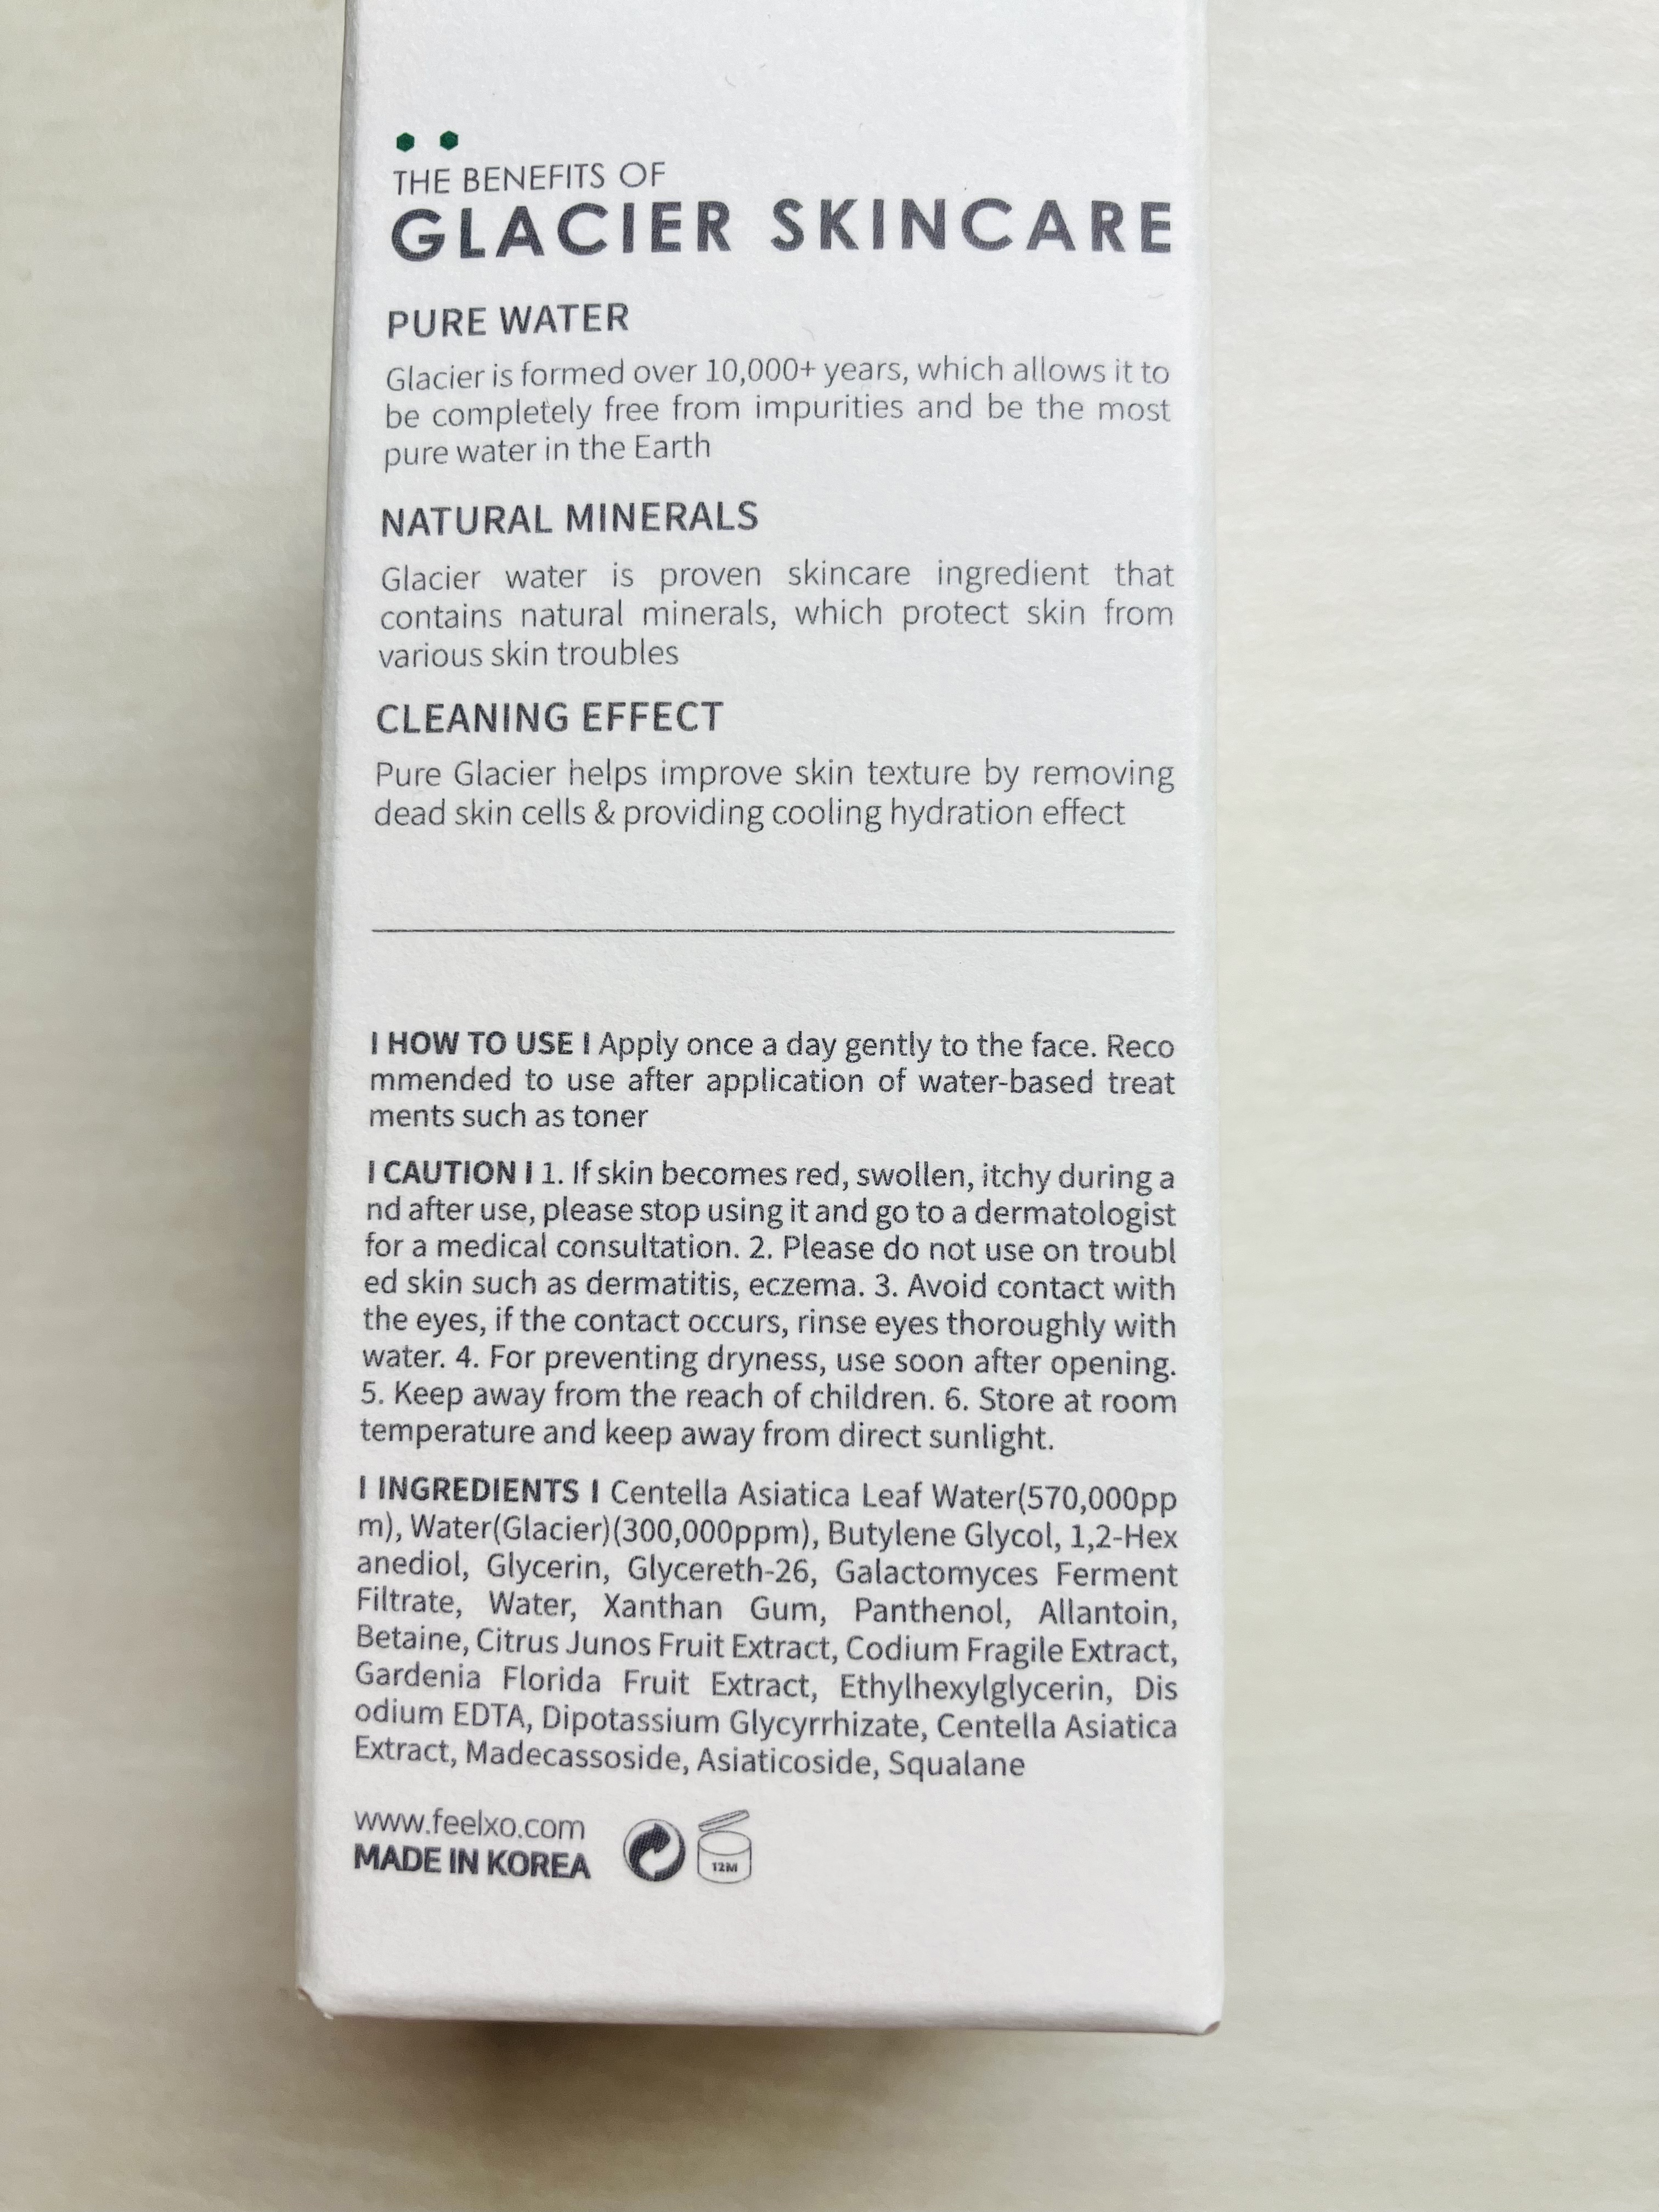 THE BENEFITS OF
GLACIER SKINCARE
PURE WATER
Glacier is formed over 10,000+ years, which allows it to
be completely free from impurities and be the most
pure water in the Earth
NATURAL MINERALS
Glacier water is proven skincare ingredient that
contains natural minerals, which protect skin from
various skin troubles
CLEANING EFFECT
Pure Glacier helps improve skin texture by removing
dead skin cells & providing cooling hydration effect
I HOW TO USE I Apply once a day gently to the face. Reco
mmended to use after application of water-based treat
ments such as toner
I CAUTION I 1. If skin becomes red, swollen, itchy during a
nd after use, please stop using it and go to a dermatologist
for a medical consultation. 2. Please do not use on troubl
ed skin such as dermatitis, eczema. 3. Avoid contact with
the eyes, if the contact occurs, rinse eyes thoroughly with
water. 4. For preventing dryness, use soon after opening.
5. Keep away from the reach of children. 6. Store at room
temperature and keep away from direct sunlight.
I INGREDIENTS I Centella Asiatica Leaf Water(570,000pp
m), Water(Glacier)(300,000ppm), Butylene Glycol, 1,2-Hex
anediol, Glycerin, Glycereth-26, Galactomyces Ferment
Filtrate, Water, Xanthan Gum, Panthenol, Allantoin,
Betaine, Citrus Junos Fruit Extract, Codium Fragile Extract,
Gardenia Florida Fruit Extract, Ethylhexylglycerin, Dis
odium EDTA, Dipotassium Glycyrrhizate, Centella Asiatica
Extract, Madecassoside, Asiaticoside, Squalane
www.feelxo.com
MADE IN KOREA
12M